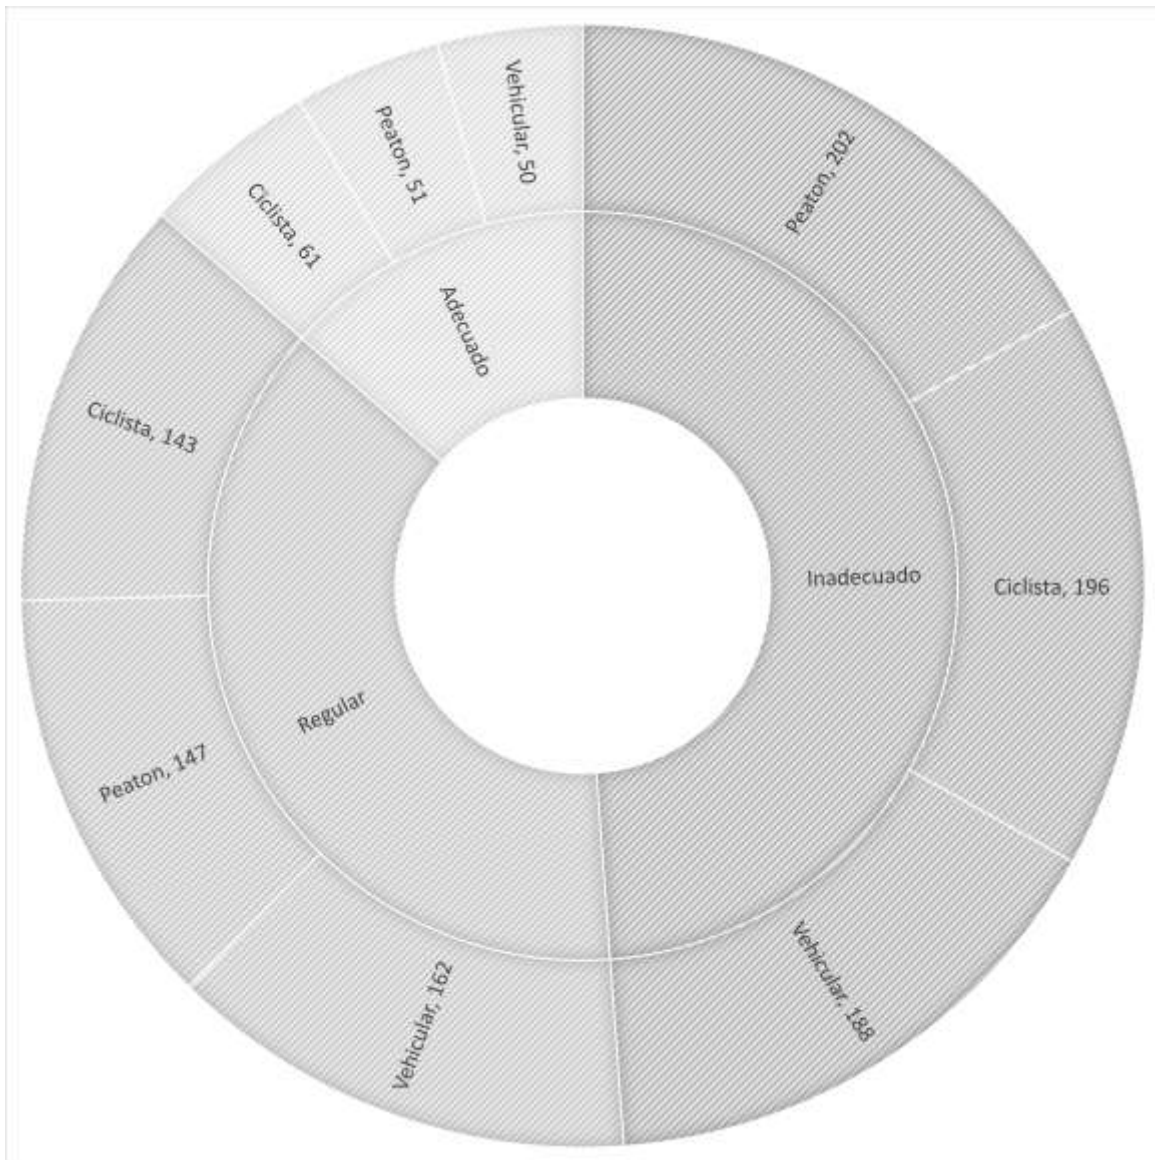 Vehicular, 50
Peaton, 51
Ciclista, 61
Adecuado
Peaton, 202
Ciclista, 196
Inadecuado
Vehicular, 188
Ciclista, 143
Regular
Peaton, 147
Vehicular, 162